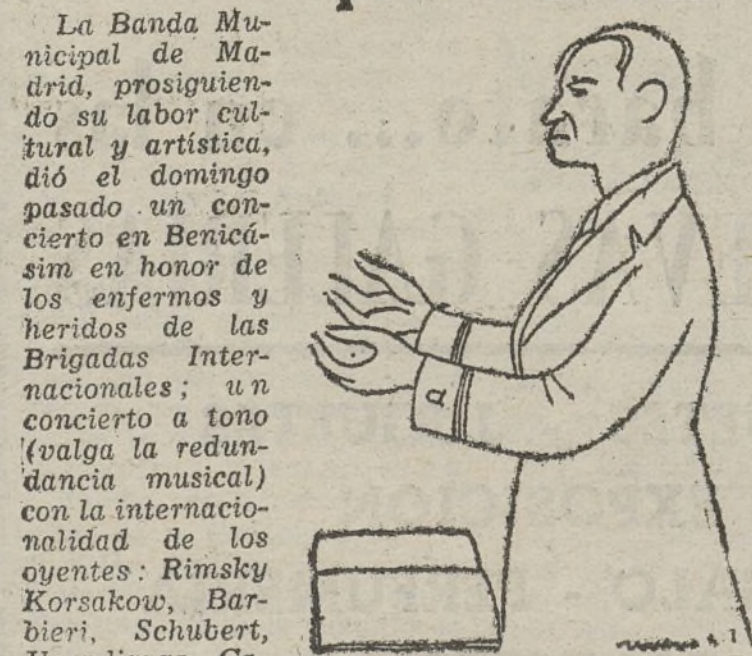 La Banda Mu-
nicipal de Ma-
drid, prosiguien-
do su labor cul-
tural y artística,
dió el domingo
pasado un con-
cierto en Benicá-
sim en honor de
los enfermos y
heridos de las
Brigadas Inter-
nacionales; un
concierto a tono
(valga la redun-
dancia musical)
con la internacio-
nalidad de los
oyentes: Rimsky
Korsakow, Bar-
bieri, Schubert,